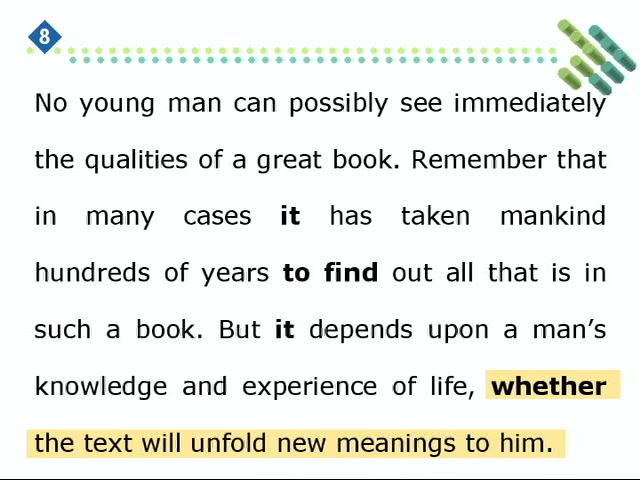 8
No young man can possibly see immediately
the qualities of a great book. Remember that
in many cases it has taken mankind
hundreds of years to find out all that is in
such a book. But it depends upon a man's
knowledge and experience of life, whether
the text will unfold new meanings to him.